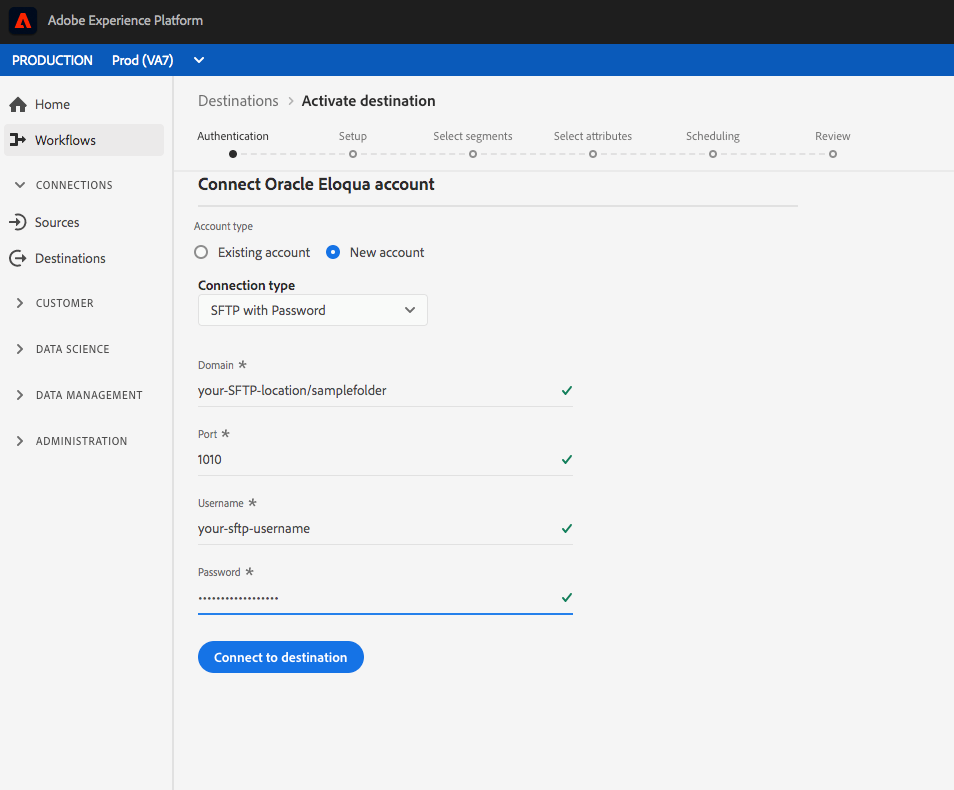 Adobe Experience Platform
PRODUCTION Prod (VA7)
Home
Workflows
CONNECTIONS
Sources
Destinations
CUSTOMER
DATA SCIENCE
DATA MANAGEMENT
ADMINISTRATION
Destinations > Activate destination
Authentication Setup Select segments Select attributes Scheduling Review
Connect Oracle Eloqua account
Account type
Existing account New account
Connection type
SFTP with Password
Domain *
your-SFTP-location/samplefolder
Port *
1010
Username *
your-sftp-username
Password *
••••••••••••••••••
Connect to destination